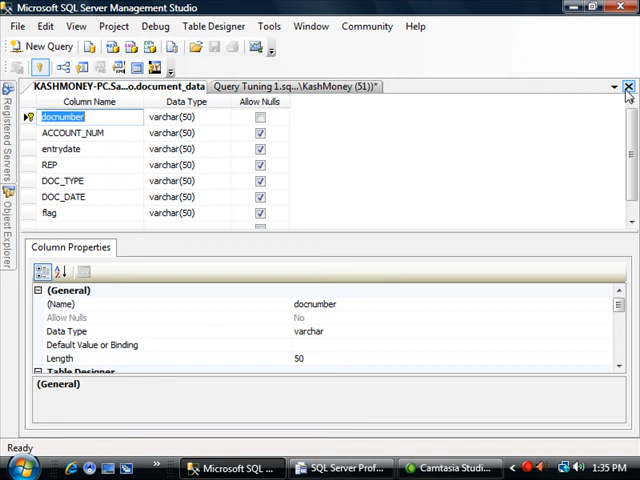 Microsoft SQL Server Management Studio
File Edit View Project Debug Table Designer Tools Window Community Help
New Query
KASHMONEY-PC.Sa...o.document_data Query Tuning 1.sq...\KashMoney (51))*
Column Name Data Type Allow Nulls
docnumber varchar(50)
ACCOUNT_NUM varchar(50)
entrydate varchar(50)
REP varchar(50)
DOC_TYPE varchar(50)
DOC_DATE varchar(50)
flag varchar(50)
Registered Servers
Object Explorer
Column Properties
(General)
(Name) docnumber
Allow Nulls No
Data Type varchar
Default Value or Binding
Length 50
Table Designer
(General)
Ready
Microsoft SQL ... SQL Server Prof... Camtasia Studi... 1:35 PM